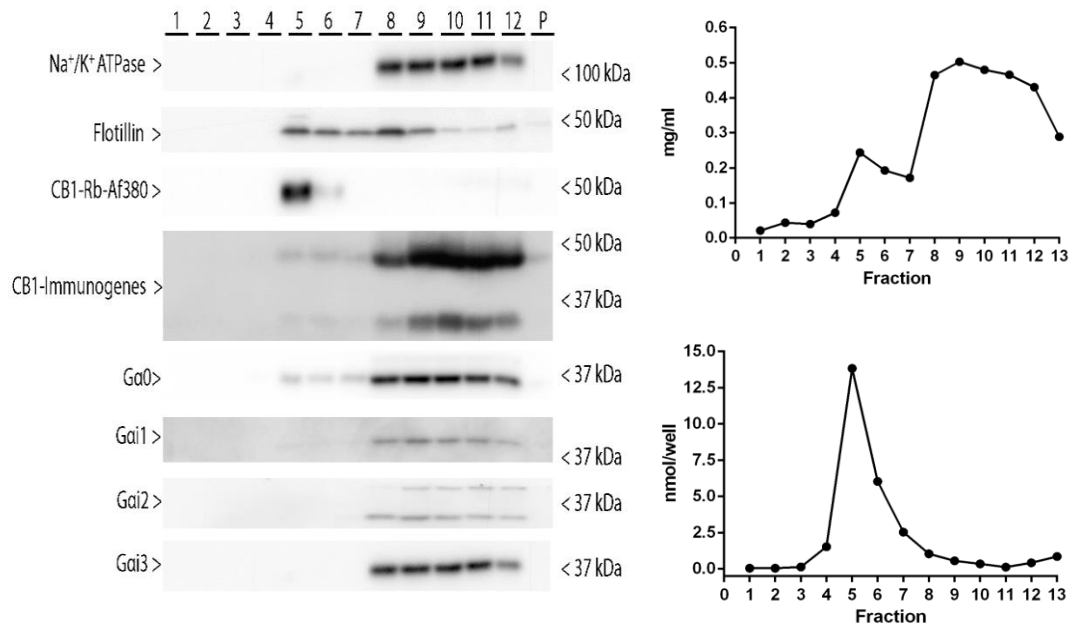 1 2 3 4 5 6 7 8 9 10 11 12 P
Na⁺/K⁺ ATPase >
< 100 kDa
Flotillin >
< 50 kDa
CB1-Rb-Af380 >
< 50 kDa
CB1-Immunogenes >
< 50 kDa
< 37 kDa
Gα0 >
< 37 kDa
Gαi1 >
< 37 kDa
Gαi2 >
< 37 kDa
Gαi3 >
< 37 kDa
mg/ml
0.6
0.5
0.4
0.3
0.2
0.1
0.0
0 1 2 3 4 5 6 7 8 9 10 11 12 13
Fraction
nmol/well
15.0
12.5
10.0
7.5
5.0
2.5
0.0
0 1 2 3 4 5 6 7 8 9 10 11 12 13
Fraction